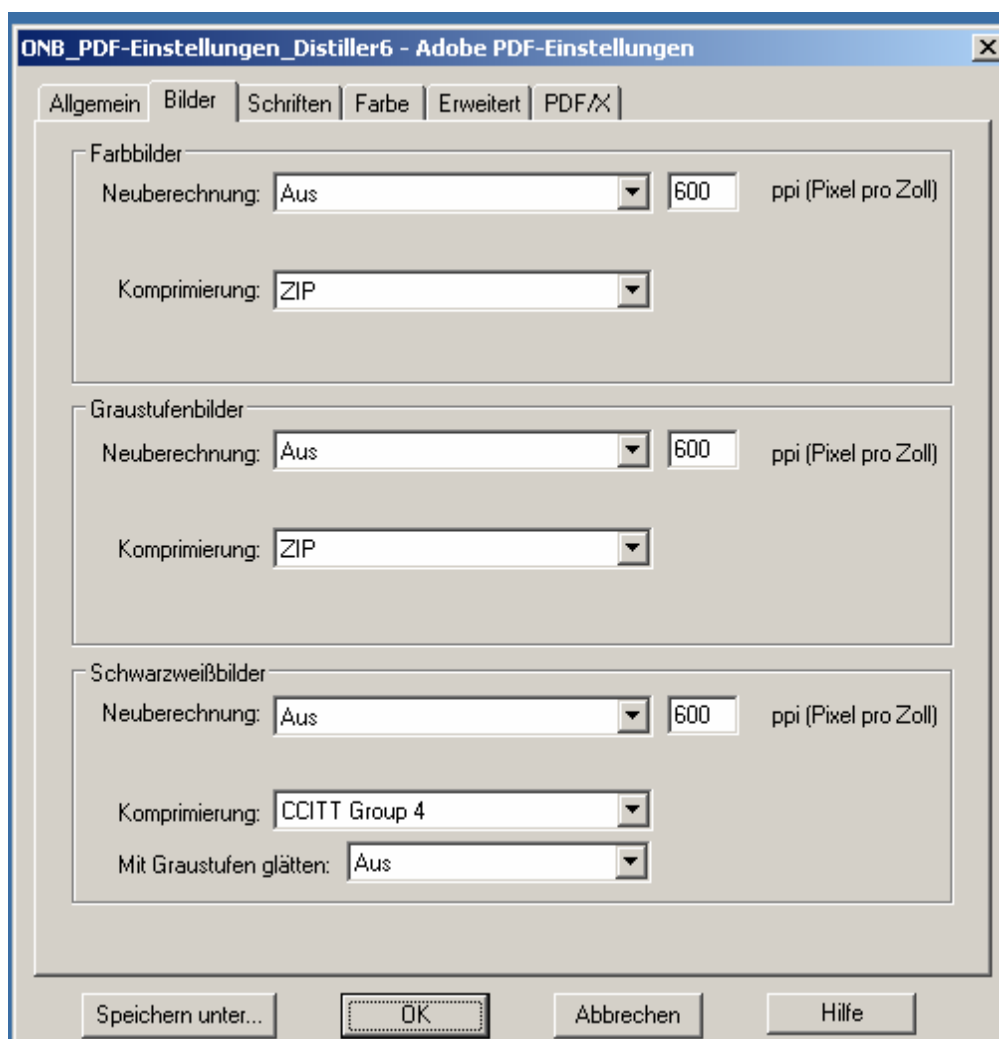 ONB_PDF-Einstellungen_Distiller6 - Adobe PDF-Einstellungen
Allgemein Bilder Schriften Farbe Erweitert PDF/X
Farbbilder
Neuberechnung: Aus 600 ppi (Pixel pro Zoll)
Komprimierung: ZIP
Graustufenbilder
Neuberechnung: Aus 600 ppi (Pixel pro Zoll)
Komprimierung: ZIP
Schwarzweißbilder
Neuberechnung: Aus 600 ppi (Pixel pro Zoll)
Komprimierung: CCITT Group 4
Mit Graustufen glätten: Aus
Speichern unter... OK Abbrechen Hilfe